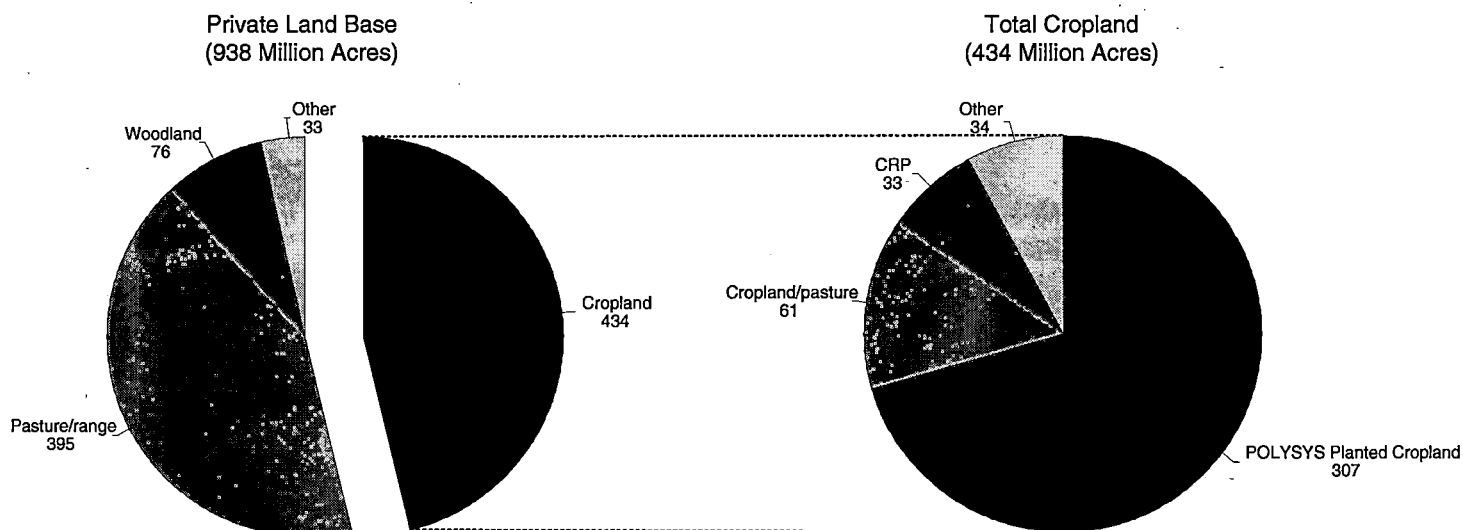 Private Land Base
(938 Million Acres)
Other
33
Woodland
76
Cropland
434
Pasture/range
395
Total Cropland
(434 Million Acres)
Other
34
CRP
33
Cropland/pasture
61
POLYSYS Planted Cropland
307